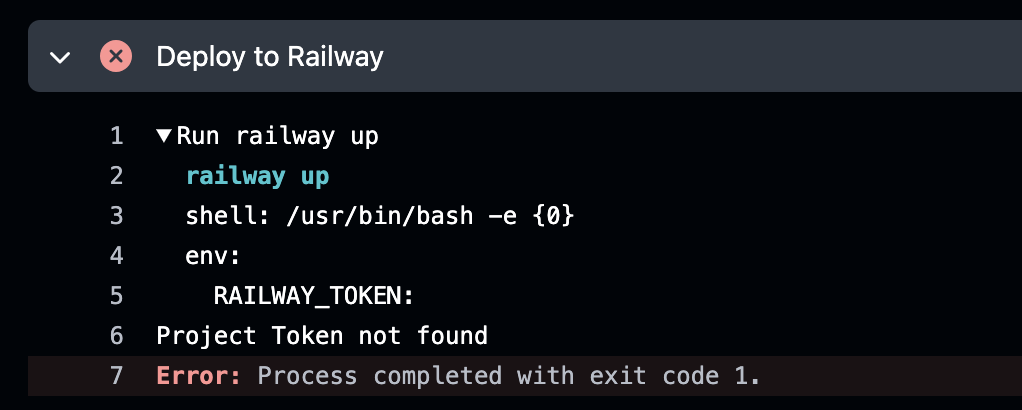 Deploy to Railway
1 ▼Run railway up
2 railway up
3 shell: /usr/bin/bash -e {0}
4 env:
5 RAILWAY_TOKEN:
6 Project Token not found
7 Error: Process completed with exit code 1.